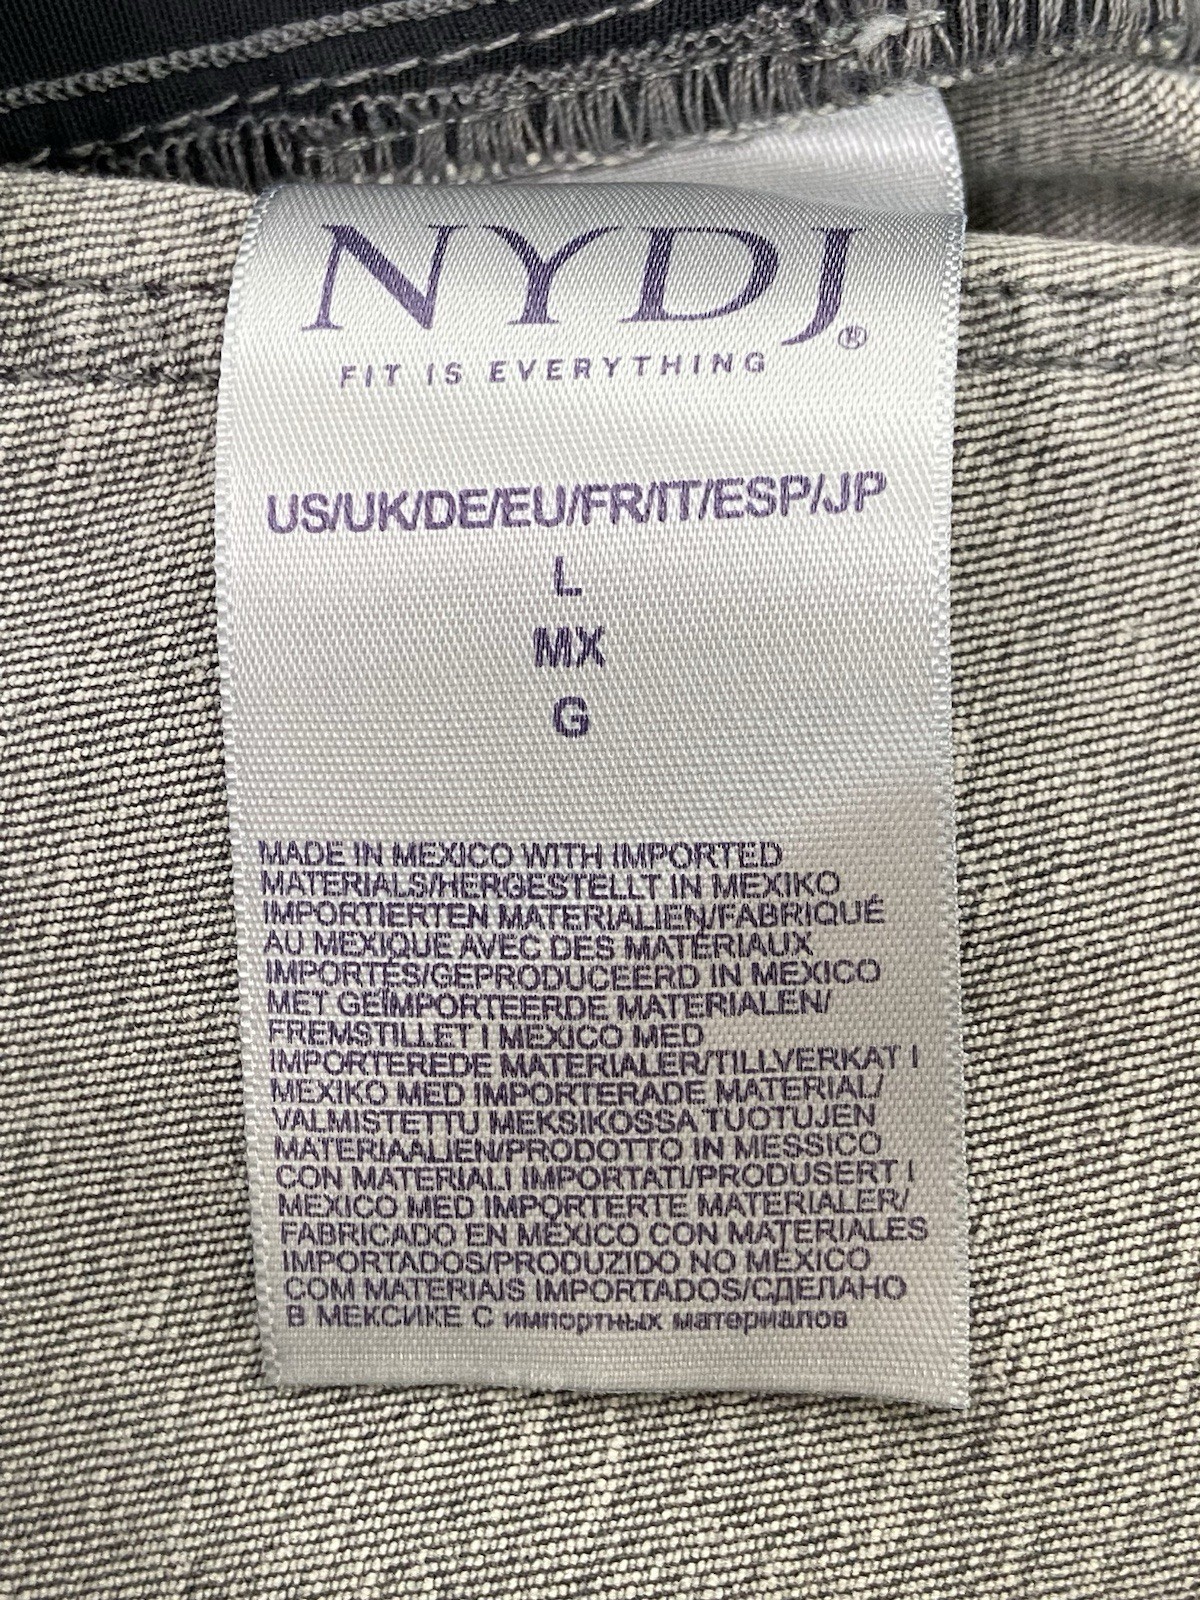 NYDJ®
FIT IS EVERYTHING
US/UK/DE/EU/FR/IT/ESP/JP
L
MX
G
MADE IN MEXICO WITH IMPORTED
MATERIALS/HERGESTELLT IN MEXIKO
IMPORTIERTEN MATERIALIEN/FABRIQUÉ
AU MEXIQUE AVEC DES MATÉRIAUX
IMPORTÉS/GEPRODUCEERD IN MEXICO
MET GEÏMPORTEERDE MATERIALEN/
FREMSTILLET I MEXICO MED
IMPORTEREDE MATERIALER/TILLVERKAT I
MEXIKO MED IMPORTERADE MATERIAL/
VALMISTETTU MEKSIKOSSA TUOTUJEN
MATERIAALIEN/PRODOTTO IN MESSICO
CON MATERIALI IMPORTATI/PRODUSERT I
MEXICO MED IMPORTERTE MATERIALER/
FABRICADO EN MÉXICO CON MATERIALES
IMPORTADOS/PRODUZIDO NO MÉXICO
COM MATERIAIS IMPORTADOS/СДЕЛАНО
В МЕКСИКЕ С импортных материалов